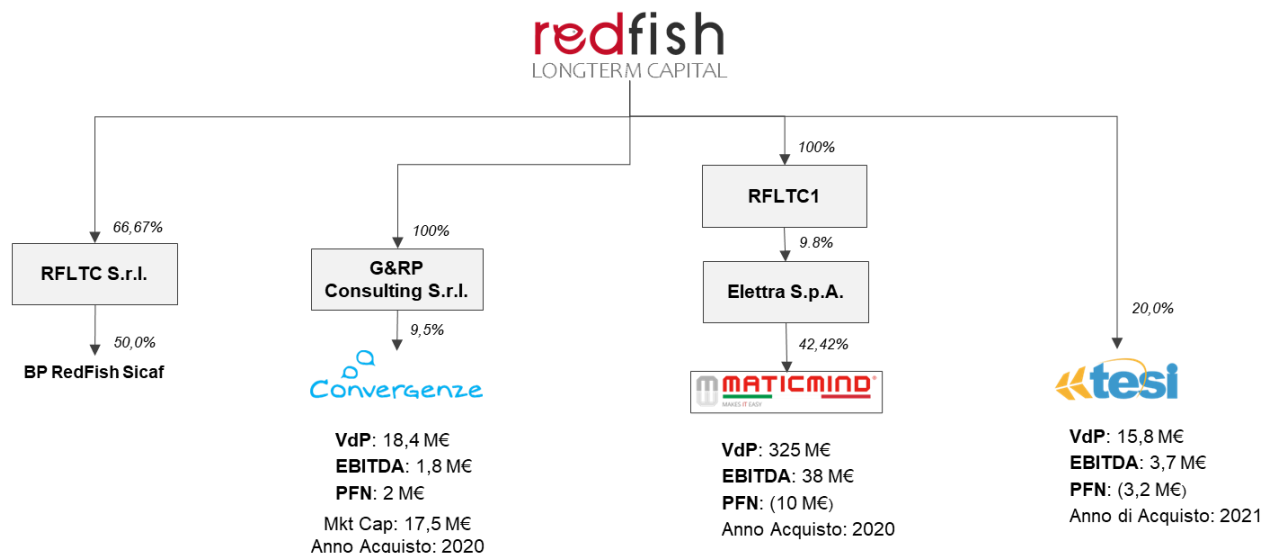 redfish
LONGTERM CAPITAL
66,67%
RFLTC S.r.l.
50,0%
BP RedFish Sicaf
100%
G&RP
Consulting S.r.l.
9,5%
Convergenze
VdP: 18,4 M€
EBITDA: 1,8 M€
PFN: 2 M€
Mkt Cap: 17,5 M€
Anno Acquisto: 2020
100%
RFLTC1
9.8%
Elettra S.p.A.
42,42%
MATICMIND®
MAKES IT EASY
VdP: 325 M€
EBITDA: 38 M€
PFN: (10 M€)
Anno Acquisto: 2020
20,0%
tesi
VdP: 15,8 M€
EBITDA: 3,7 M€
PFN: (3,2 M€)
Anno di Acquisto: 2021